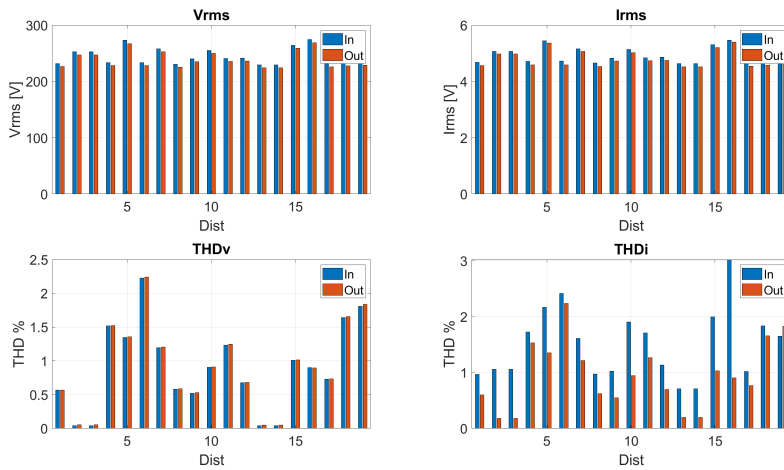 Vrms
300
200
100
0
Vrms [V]
5 10 15
Dist
In
Out
Irms
6
4
2
0
Irms [V]
5 10 15
Dist
In
Out
THDv
2.5
2
1.5
1
0.5
0
THD %
5 10 15
Dist
In
Out
THDi
3
2
1
0
THD %
5 10 15
Dist
In
Out